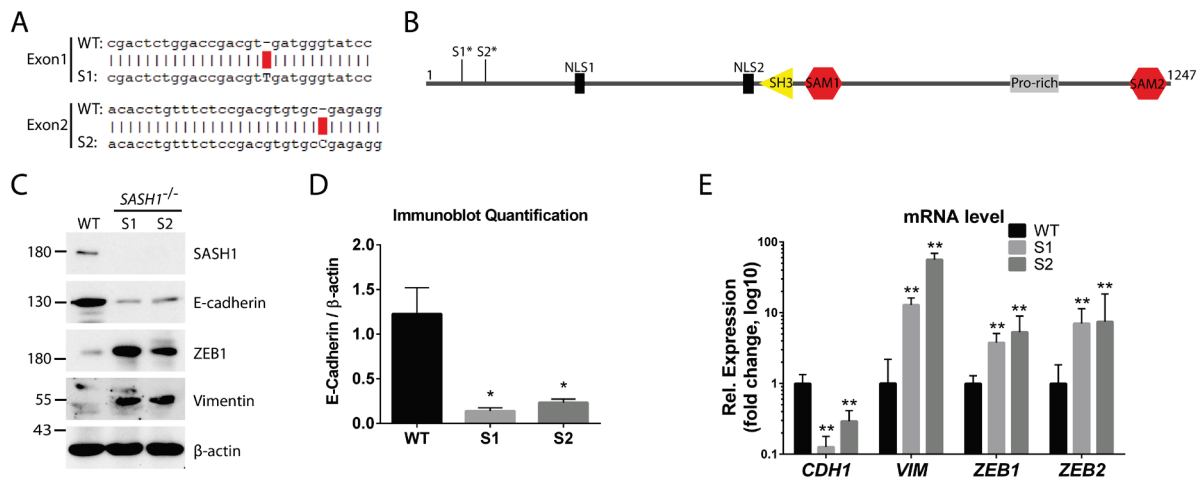 A
Exon1
WT: cgactctggaccgacgt-gatgggtatcc
S1: cgactctggaccgacgtTgatgggtatcc
Exon2
WT: acacctgtttctccgacgtgtgc-gagagg
S2: acacctgtttctccgacgtgtgcCgagagg
B
1
S1*
S2*
NLS1
NLS2
SH3
SAM1
Pro-rich
SAM2
1247
C
SASH1-/-
WT S1 S2
180
SASH1
130
E-cadherin
180
ZEB1
55
Vimentin
43
β-actin
D
Immunoblot Quantification
E-Cadherin / β-actin
2.0
1.5
1.0
0.5
0.0
*
*
WT S1 S2
E
mRNA level
WT
S1
S2
Rel. Expression
(fold change, log10)
100
10
1
0.1
** ** ** ** ** ** ** **
CDH1 VIM ZEB1 ZEB2